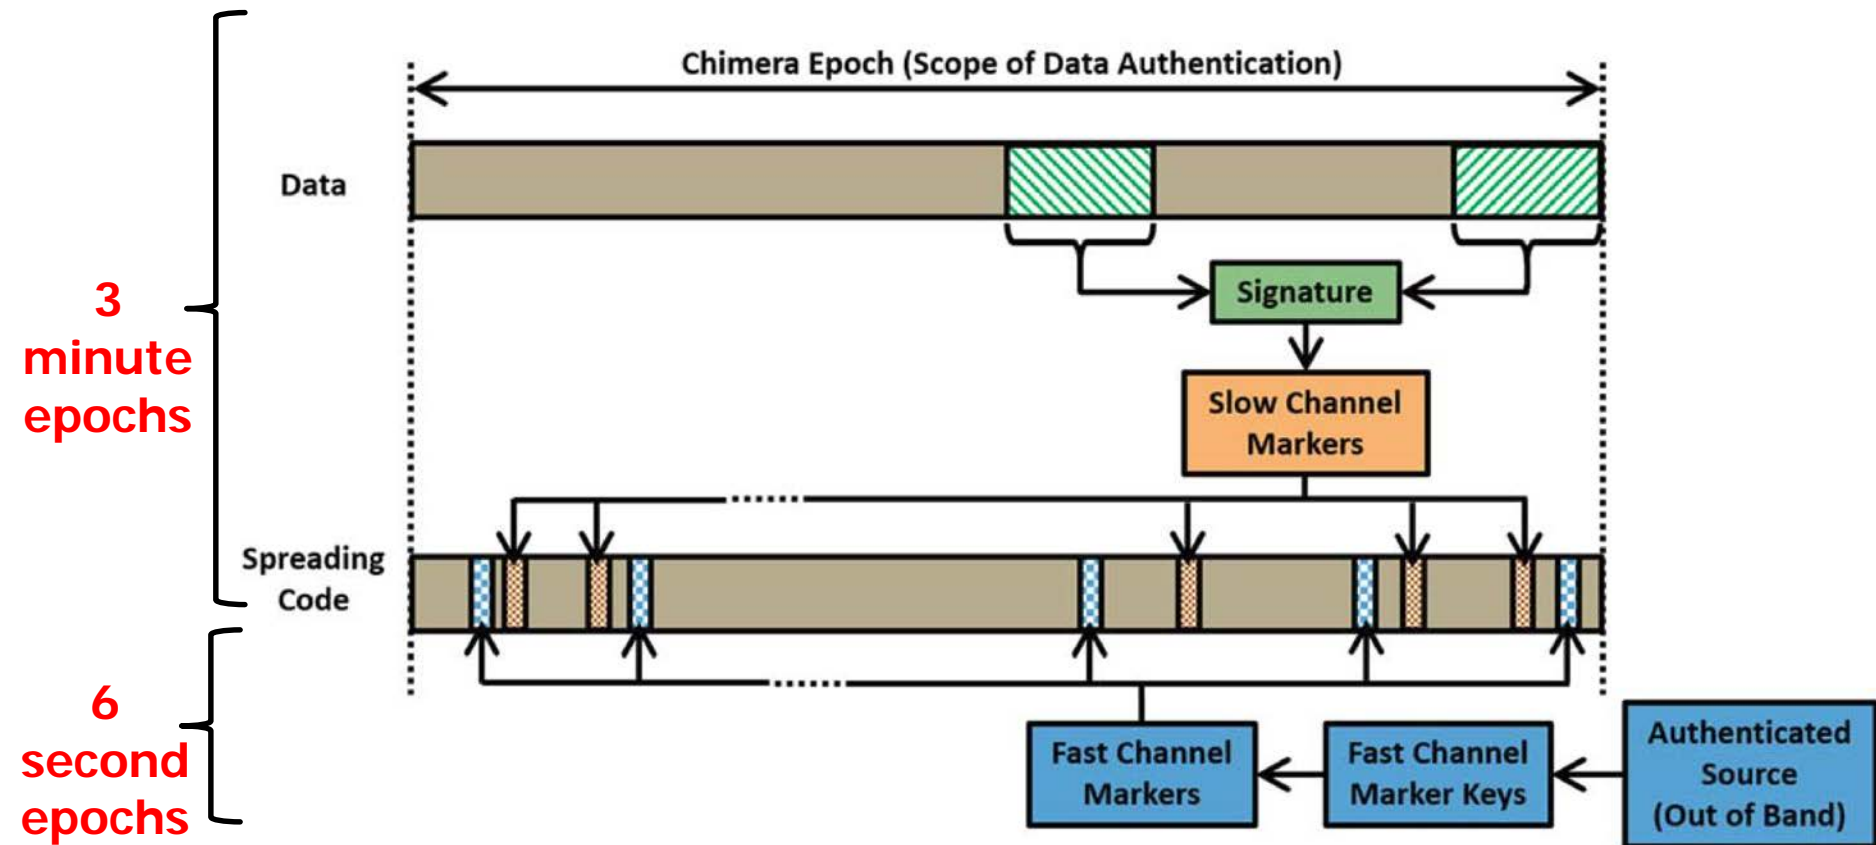 Chimera Epoch (Scope of Data Authentication)
Data
3
minute
epochs
Signature
Slow Channel
Markers
Spreading
Code
6
second
epochs
Fast Channel
Markers
Fast Channel
Marker Keys
Authenticated
Source
(Out of Band)